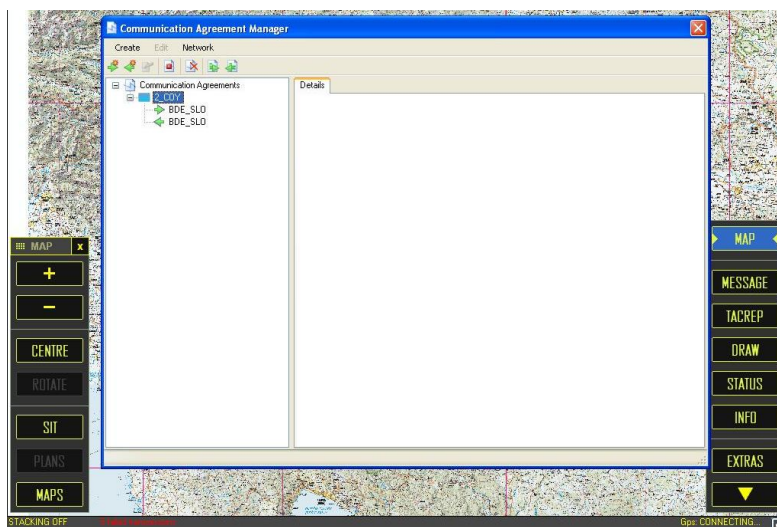 Communication Agreement Manager
Create Edit Network
Communication Agreements
2_COY
BDE_SLO
BDE_SLO
Details
MAP x
+
−
CENTRE
ROTATE
SIT
PLANS
MAPS
MAP
MESSAGE
TACREP
DRAW
STATUS
INFO
EXTRAS
STACKING OFF
Gps: CONNECTING...